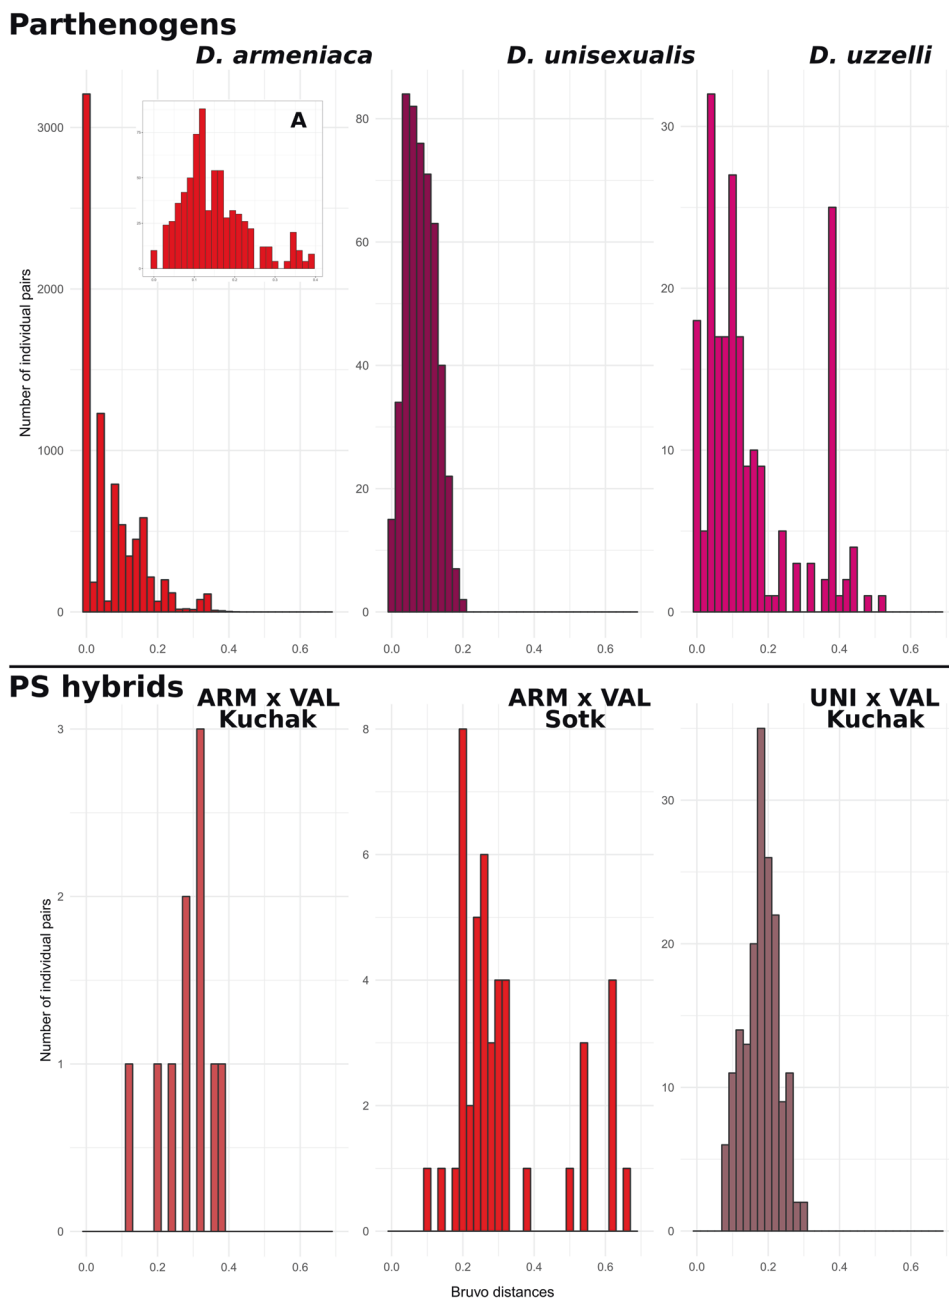 Parthenogens
D. armeniaca
D. unisexualis
D. uzzelli
A
Number of individual pairs
3000
2000
1000
0
0.0 0.2 0.4 0.6
80
60
40
20
0
0.0 0.2 0.4 0.6
30
20
10
0
0.0 0.2 0.4 0.6
PS hybrids
ARM x VAL
Kuchak
ARM x VAL
Sotk
UNI x VAL
Kuchak
Number of individual pairs
3
2
1
0
0.0 0.2 0.4 0.6
8
6
4
2
0
0.0 0.2 0.4 0.6
30
20
10
0
0.0 0.2 0.4 0.6
Bruvo distances